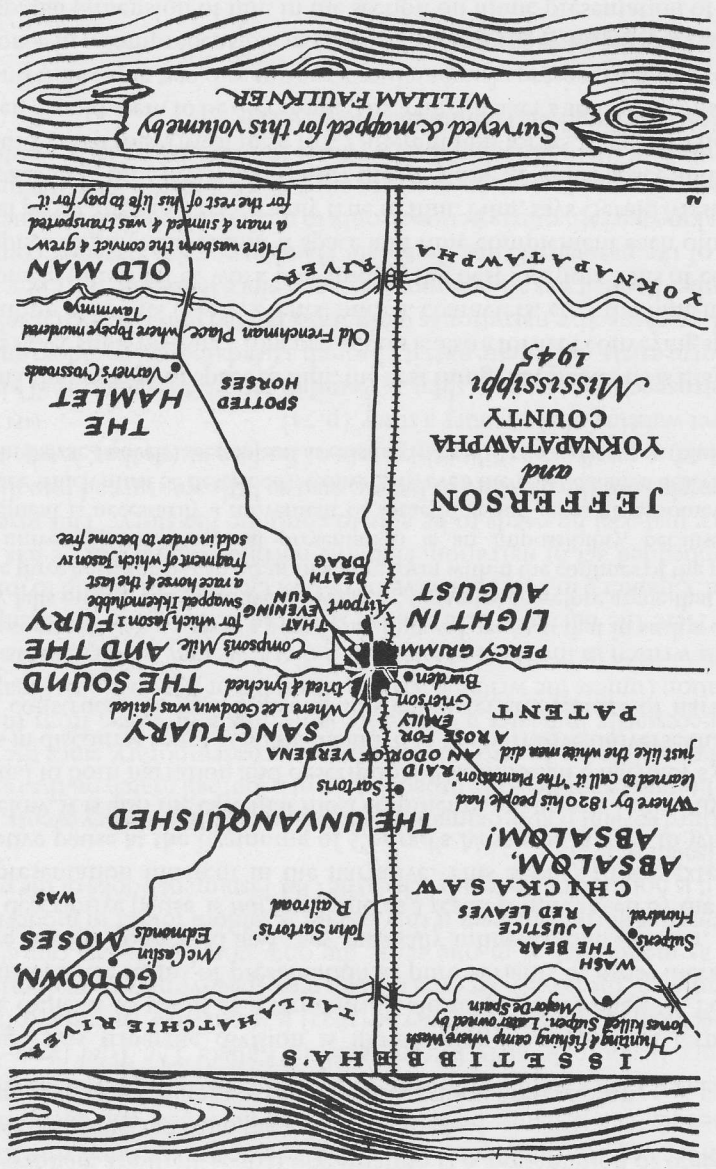 ISSETIBBEHA'S
Hunting & fishing camp where Wash
Jones killed Sutpen. Later owned by
Major De Spain
TALLAHATCHIE RIVER
Sutpens
Hundred
WASH
THE BEAR
A JUSTICE
RED LEAVES
CHICKASAW
ABSALOM,
ABSALOM!
Where by 1820 his people had
learned to call it "The Plantation"
just like the white men did
PATENT
John Sartoris
Railroad
GO DOWN,
MOSES
McCaslin
Edmonds
WAS
THE UNVANQUISHED
Sartoris
RAID
AN ODOR OF VERBENA
A ROSE FOR
EMILY
Grierson
Burden
SANCTUARY
Where Lee Goodwin was jailed
tried & lynched
THE SOUND
AND THE
FURY
PERCY GRIMM
LIGHT IN
AUGUST
Compsons' Mile,
for which Jason I
swapped Ikkemotubbe
a race horse & the last
fragment of which Jason IV
sold in order to become free
THAT
EVENING
SUN
Airport
DEATH
DRAG
JEFFERSON
and
YOKNAPATAWPHA
COUNTY
Mississippi
1945
SPOTTED
HORSES
THE
HAMLET
Varner's Crossroads
Old Frenchman Place,
where Popeye murdered
Tawmmy
YOKNAPATAWPHA RIVER
OLD MAN
Here was born the convict & grew
a man & sinned & was transported
for the rest of his life to pay for it.
Surveyed & mapped for this volume by
WILLIAM FAULKNER